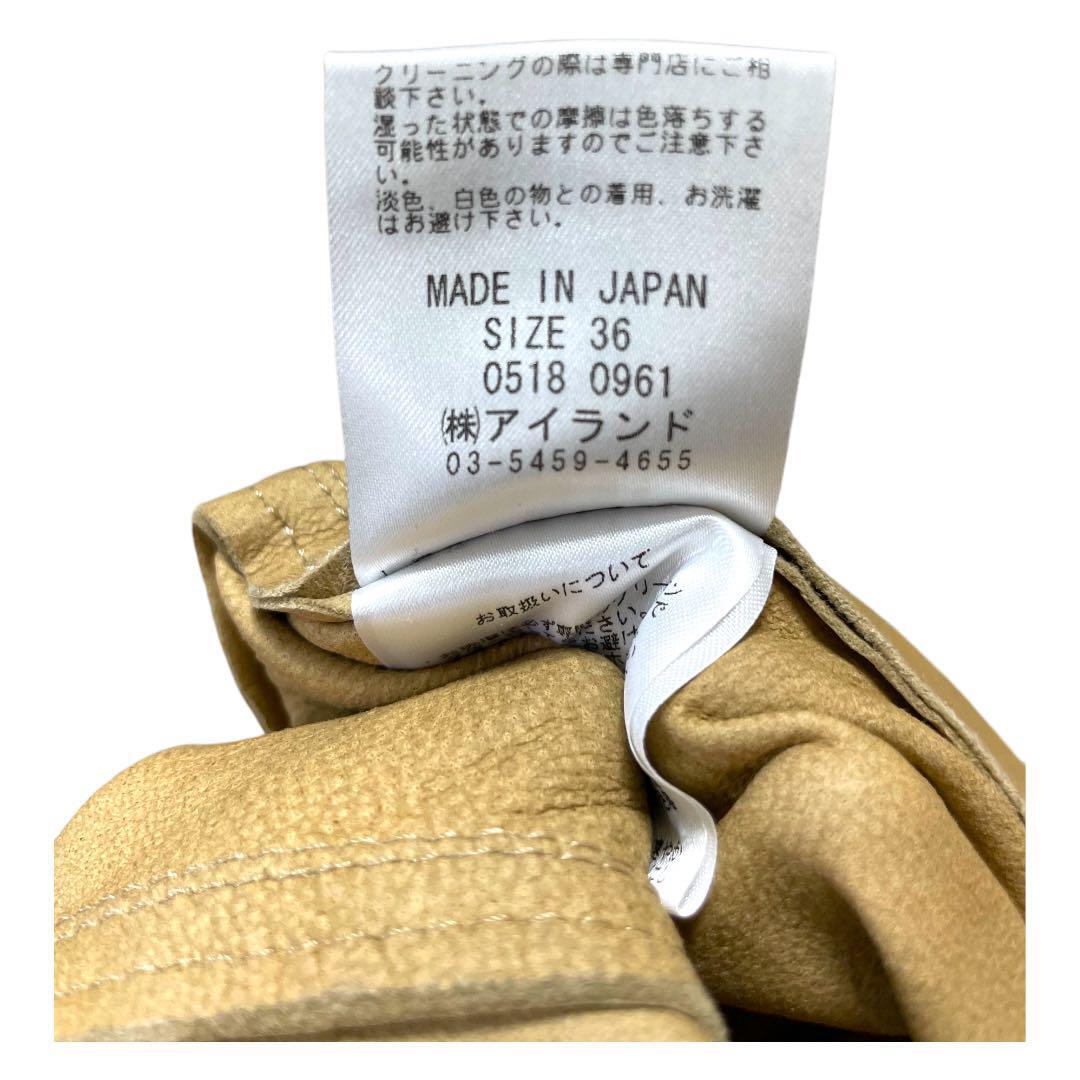 クリーニングの際は専門店にご相
談下さい。
湿った状態での摩擦は色落ちする
可能性がありますのでご注意下さ
い。
淡色、白色の物との着用、お洗濯
はお避け下さい。
MADE IN JAPAN
SIZE 36
0518 0961
㈱アイランド
03-5459-4655
お取扱いについて